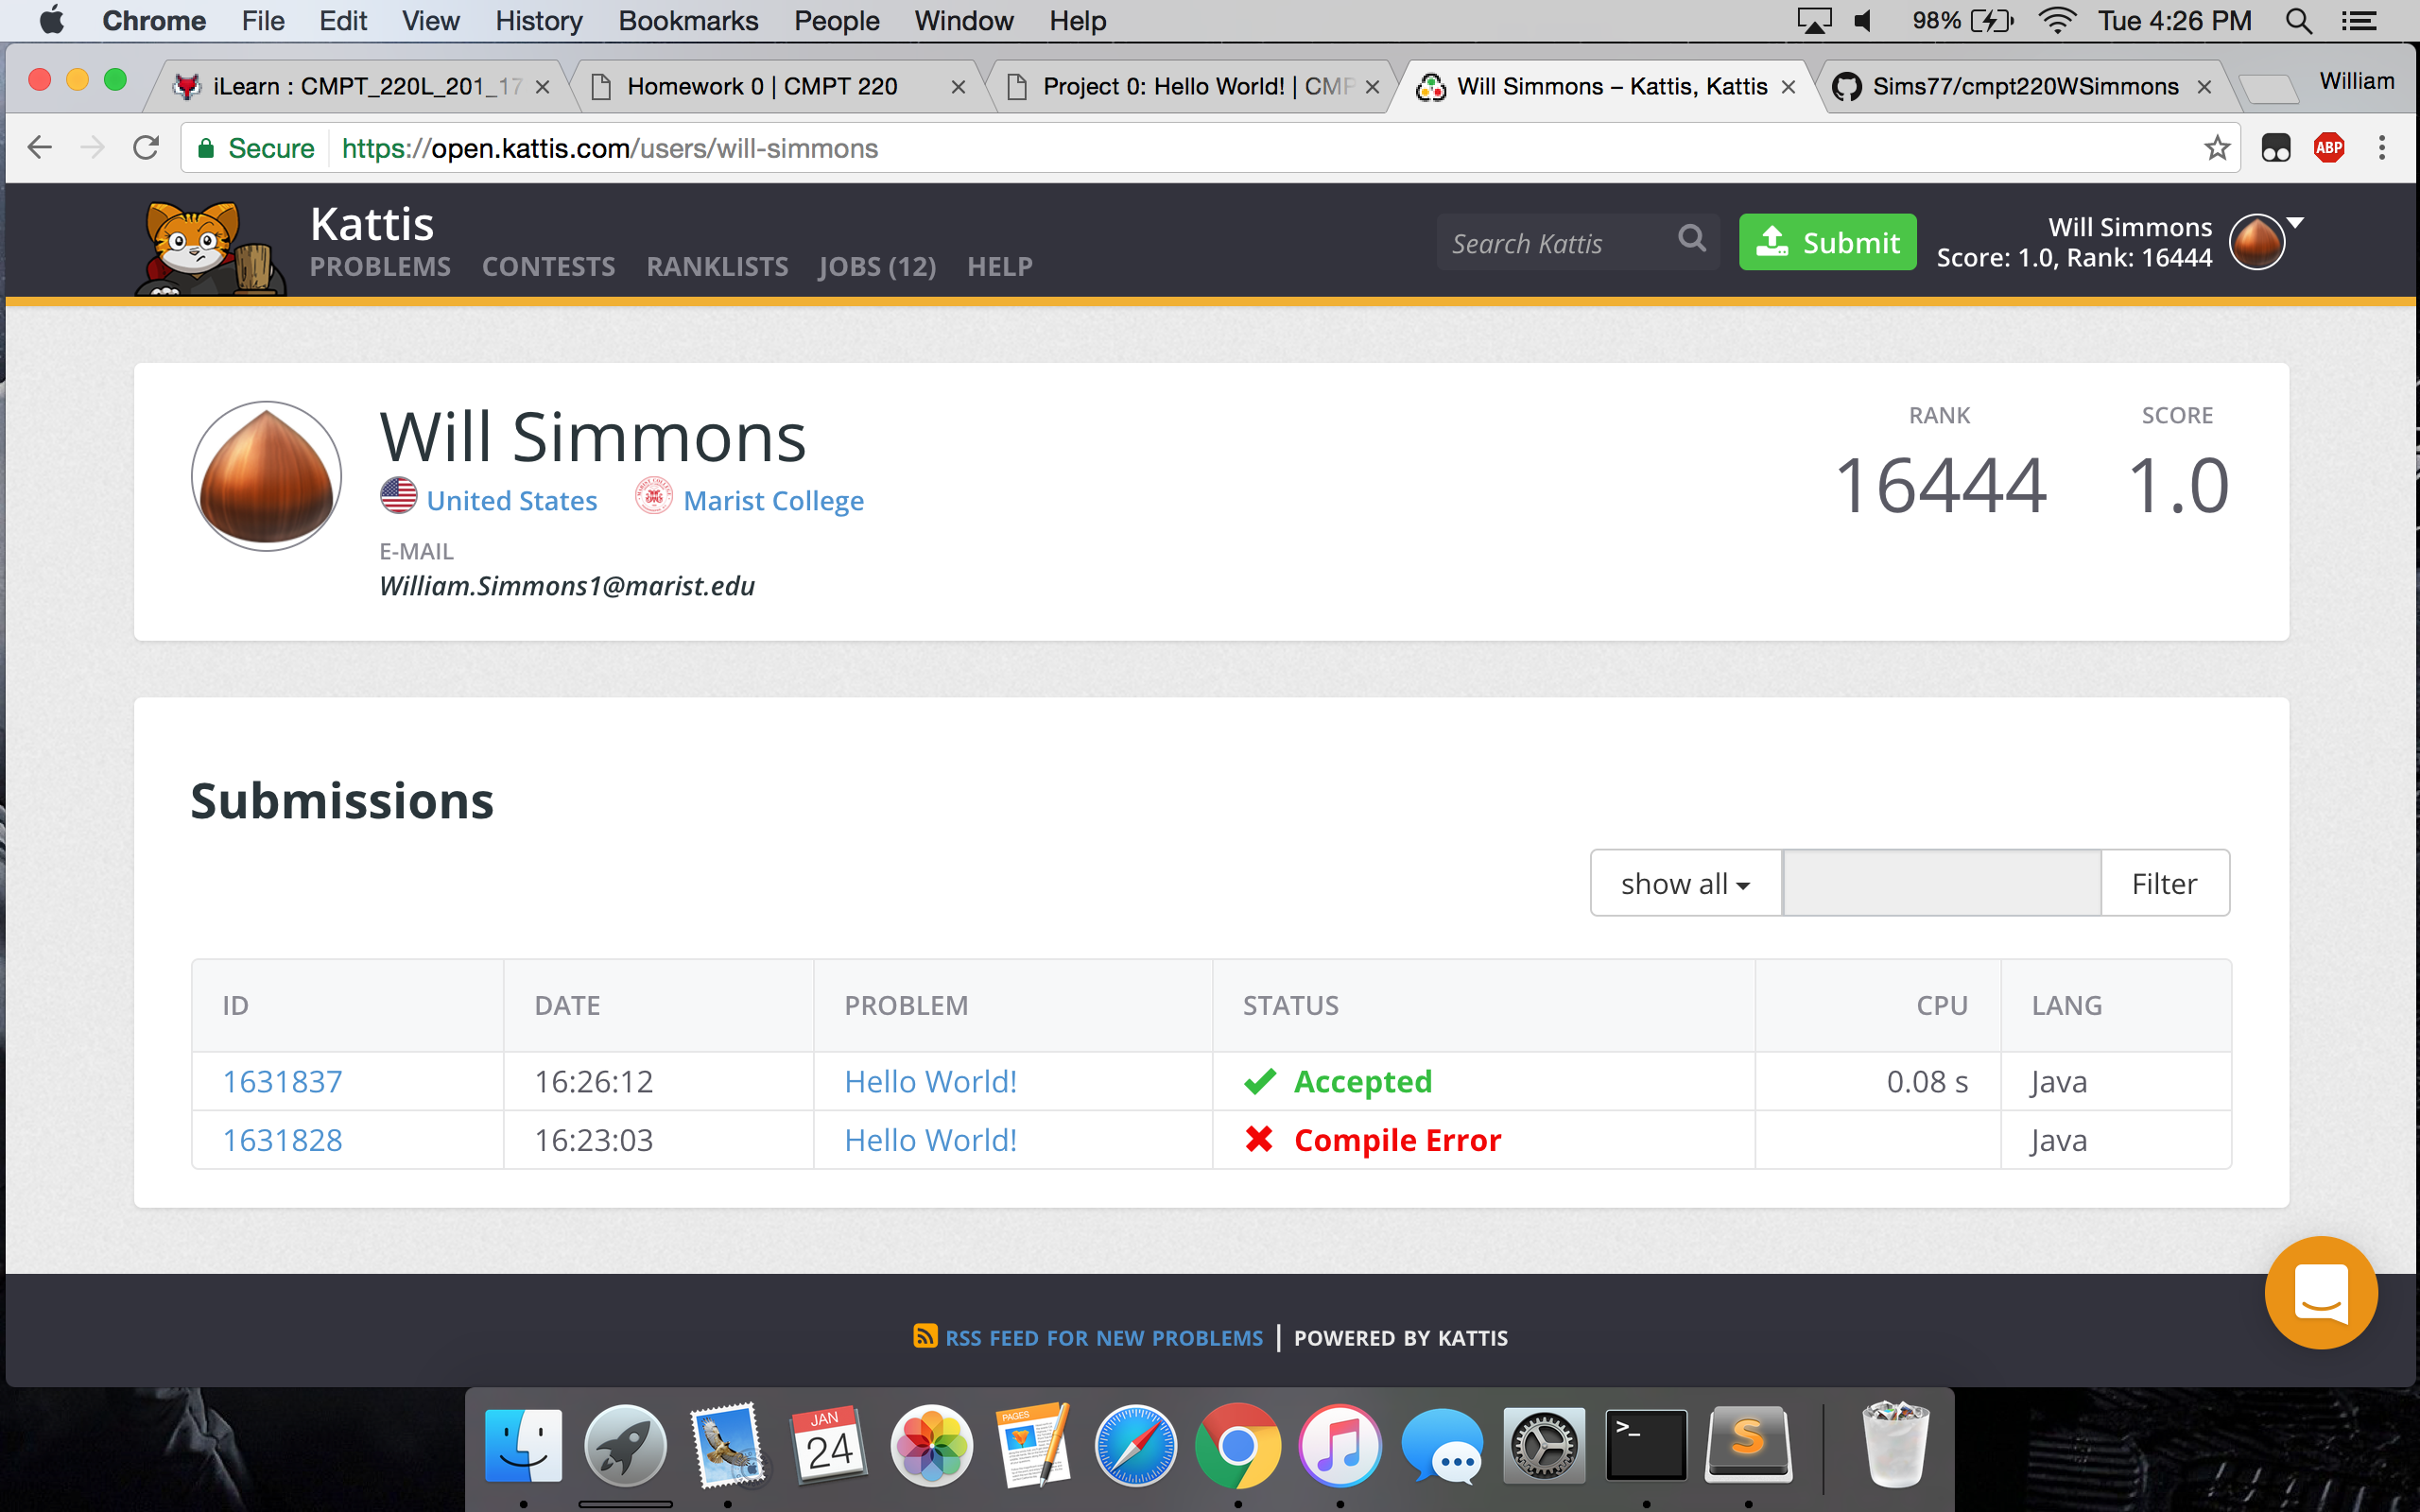 Chrome File Edit View History Bookmarks People Window Help 98% Tue 4:26 PM
iLearn : CMPT_220L_201_17 Homework 0 | CMPT 220 Project 0: Hello World! | CMP Will Simmons – Kattis, Kattis Sims77/cmpt220WSimmons William
Secure https://open.kattis.com/users/will-simmons ABP
Kattis
PROBLEMS CONTESTS RANKLISTS JOBS (12) HELP
Search Kattis
Submit
Will Simmons
Score: 1.0, Rank: 16444
Will Simmons
United States Marist College
E-MAIL
William.Simmons1@marist.edu
RANK SCORE
16444 1.0
Submissions
show all Filter
ID DATE PROBLEM STATUS CPU LANG
1631837 16:26:12 Hello World! Accepted 0.08 s Java
1631828 16:23:03 Hello World! Compile Error Java
RSS FEED FOR NEW PROBLEMS | POWERED BY KATTIS
JAN
24
PAGES
>_
S